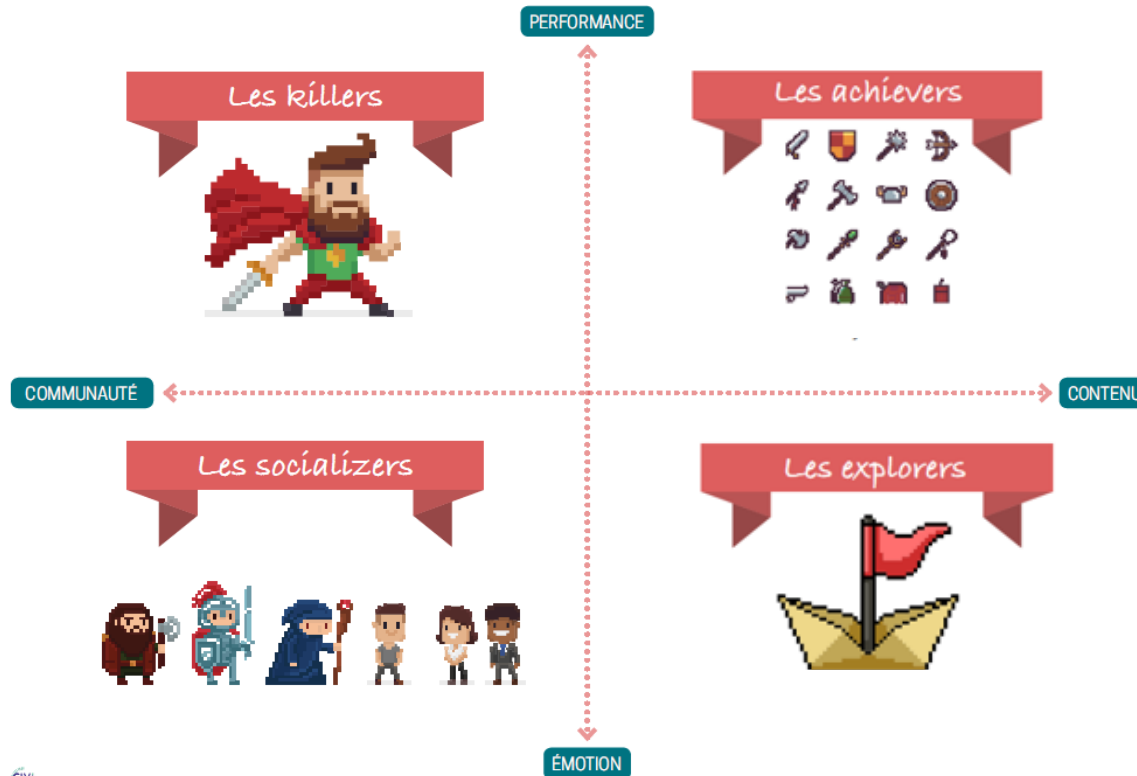 PERFORMANCE
Les killers
Les achievers
COMMUNAUTÉ
CONTENU
Les socializers
Les explorers
ÉMOTION